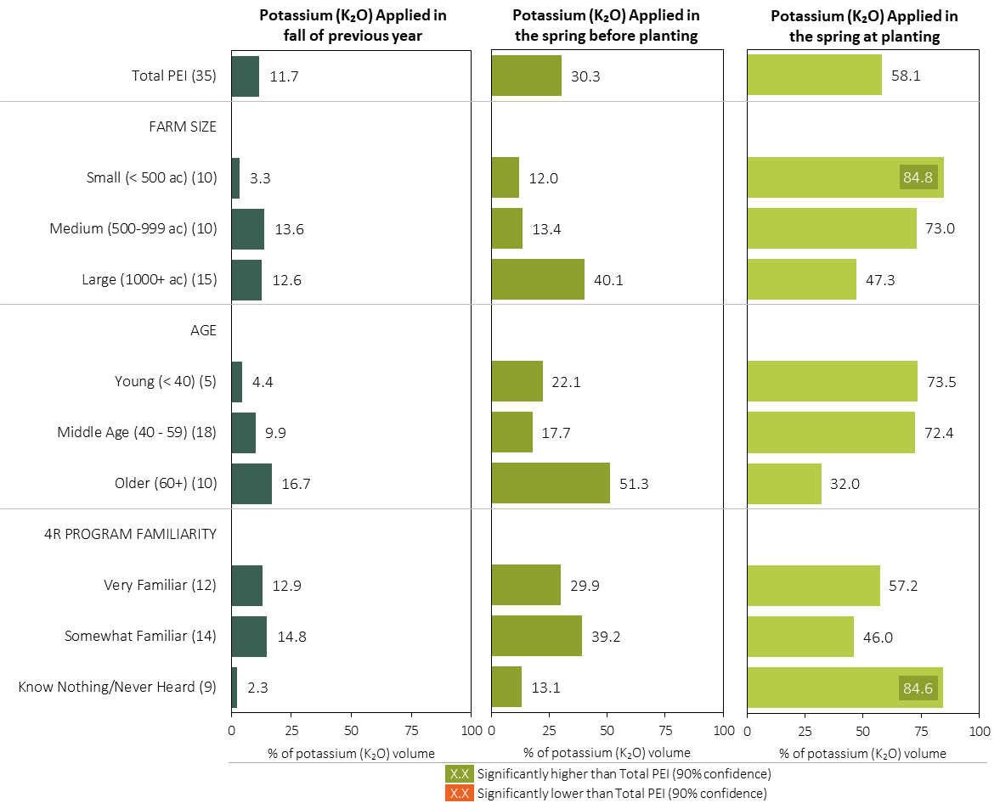 Potassium (K₂O) Applied in
fall of previous year
Potassium (K₂O) Applied in
the spring before planting
Potassium (K₂O) Applied in
the spring at planting
Total PEI (35) 11.7 30.3 58.1
FARM SIZE
Small (< 500 ac) (10) 3.3 12.0 84.8
Medium (500-999 ac) (10) 13.6 13.4 73.0
Large (1000+ ac) (15) 12.6 40.1 47.3
AGE
Young (< 40) (5) 4.4 22.1 73.5
Middle Age (40 - 59) (18) 9.9 17.7 72.4
Older (60+) (10) 16.7 51.3 32.0
4R PROGRAM FAMILIARITY
Very Familiar (12) 12.9 29.9 57.2
Somewhat Familiar (14) 14.8 39.2 46.0
Know Nothing/Never Heard (9) 2.3 13.1 84.6
0 25 50 75 100 0 25 50 75 100 0 25 50 75 100
% of potassium (K₂O) volume % of potassium (K₂O) volume % of potassium (K₂O) volume
X.X Significantly higher than Total PEI (90% confidence)
X.X Significantly lower than Total PEI (90% confidence)